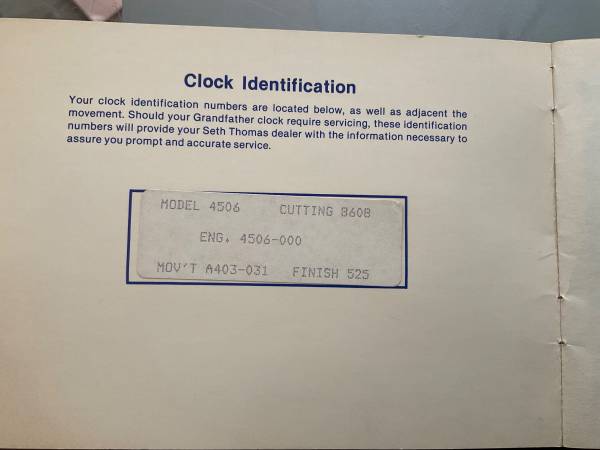 Clock Identification
Your clock identification numbers are located below, as well as adjacent the
movement. Should your Grandfather clock require servicing, these identification
numbers will provide your Seth Thomas dealer with the information necessary to
assure you prompt and accurate service.
MODEL 4506 CUTTING 8608
ENG. 4506-000
MOV'T A403-031 FINISH 525